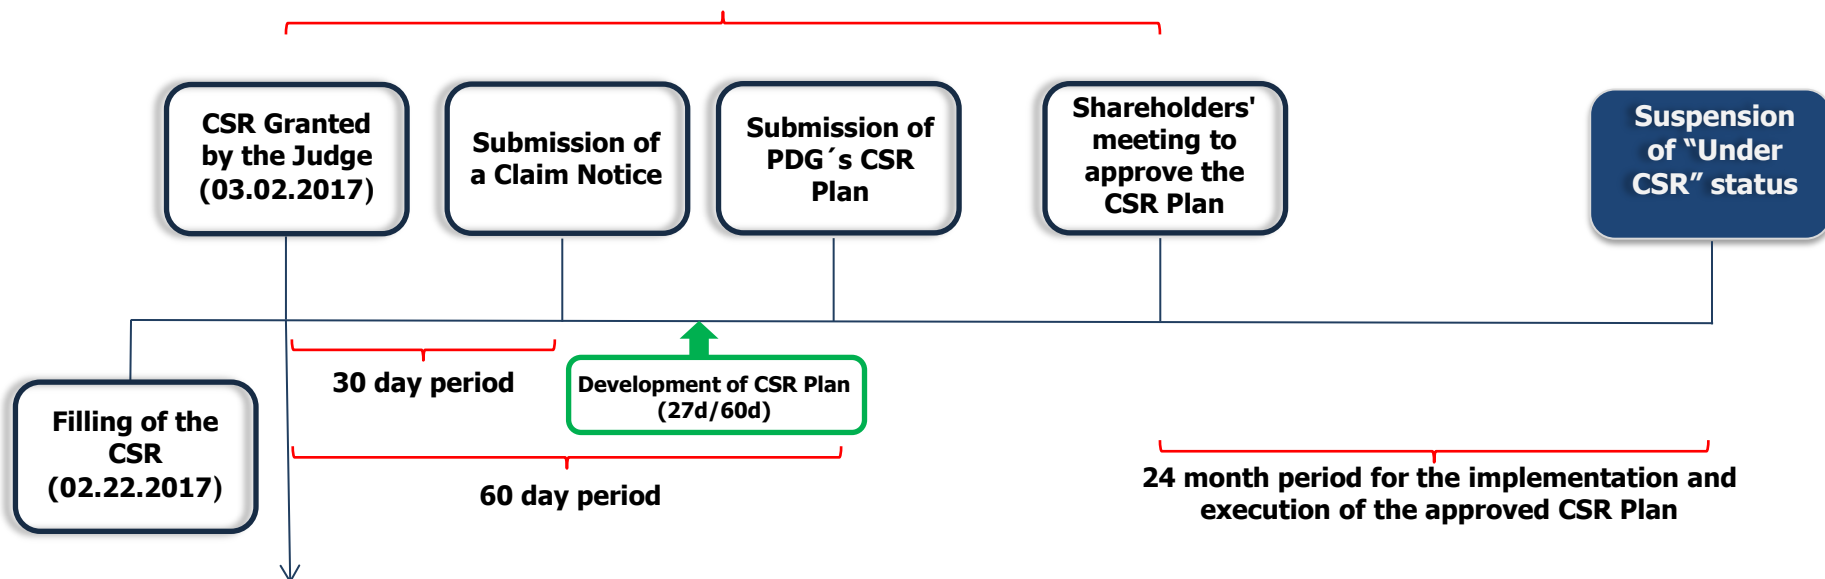 CSR Granted
by the Judge
(03.02.2017)
Submission of
a Claim Notice
Submission of
PDG´s CSR
Plan
Shareholders'
meeting to
approve the
CSR Plan
Suspension
of “Under
CSR” status
30 day period
Development of CSR Plan
(27d/60d)
Filling of the
CSR
(02.22.2017)
60 day period
24 month period for the implementation and
execution of the approved CSR Plan